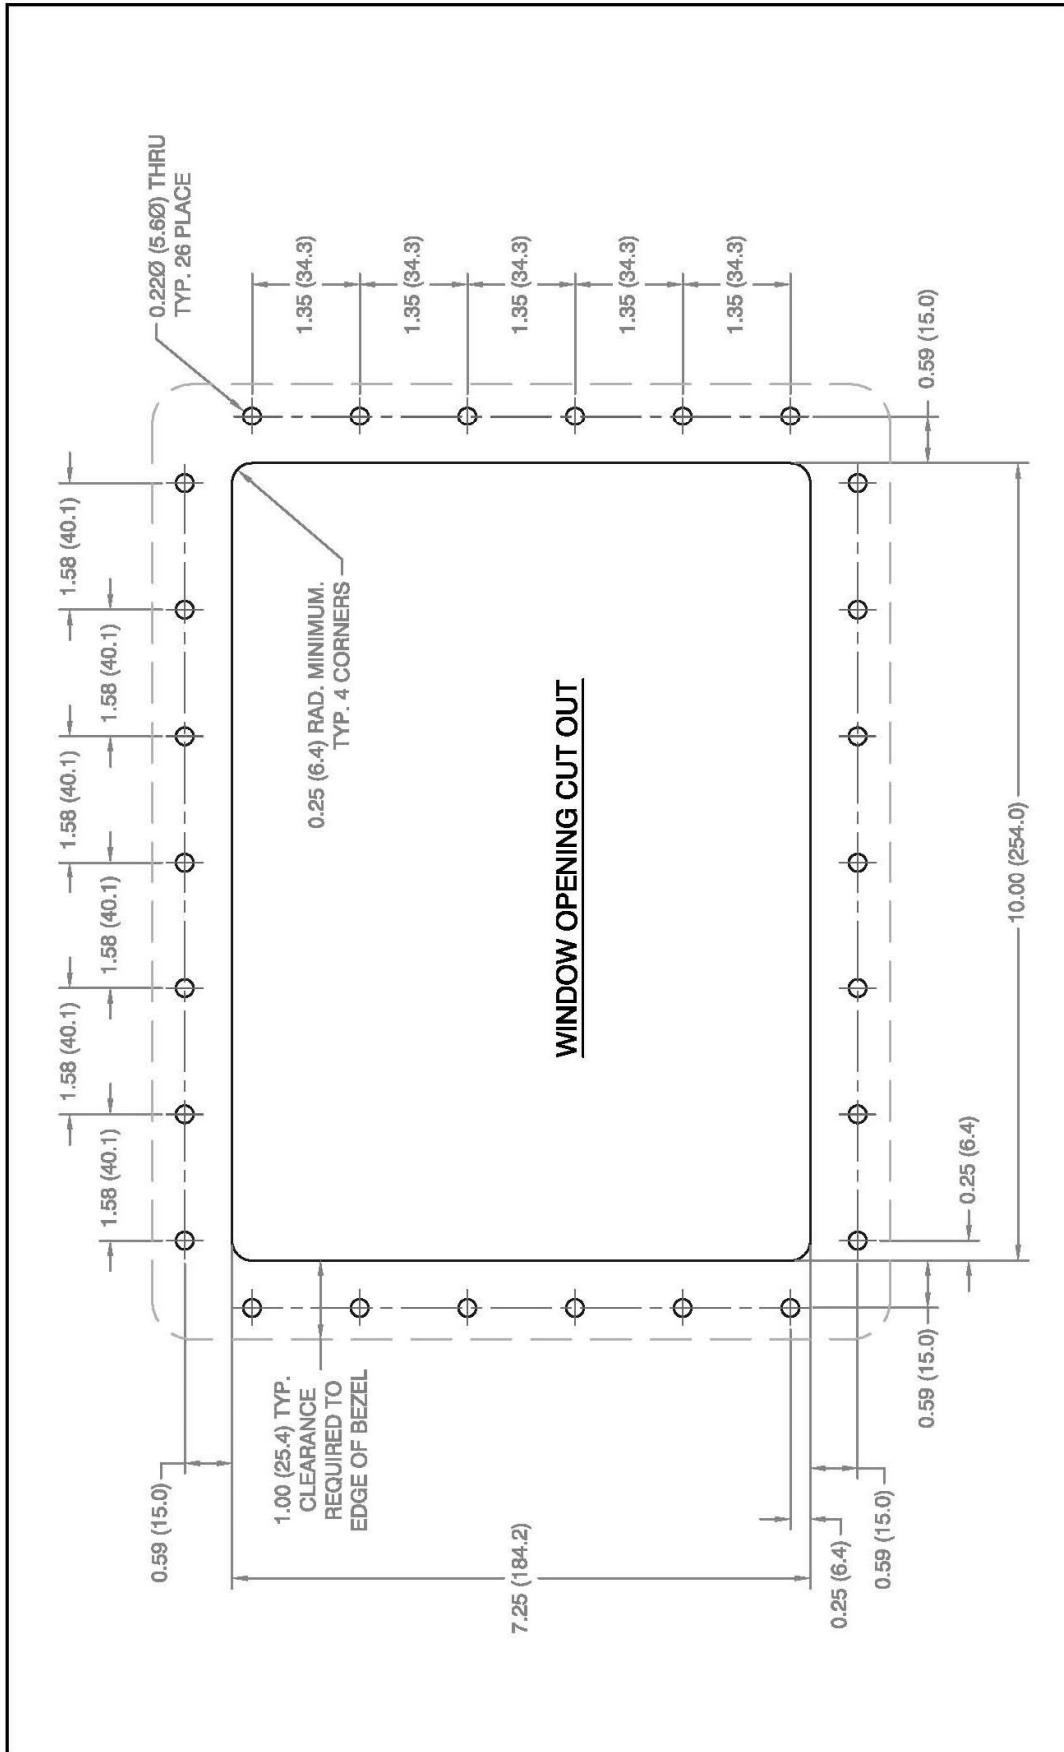 1.58 (40.1)
1.58 (40.1)
1.58 (40.1)
1.58 (40.1)
1.58 (40.1)
1.58 (40.1)
0.59 (15.0)
0.22Ø (5.6Ø) THRU
TYP. 26 PLACE
1.00 (25.4) TYP.
CLEARANCE
REQUIRED TO
EDGE OF BEZEL
0.25 (6.4) RAD. MINIMUM.
TYP. 4 CORNERS
1.35 (34.3)
1.35 (34.3)
1.35 (34.3)
1.35 (34.3)
1.35 (34.3)
7.25 (184.2)
WINDOW OPENING CUT OUT
0.25 (6.4)
0.59 (15.0)
0.59 (15.0)
0.59 (15.0)
0.25 (6.4)
10.00 (254.0)